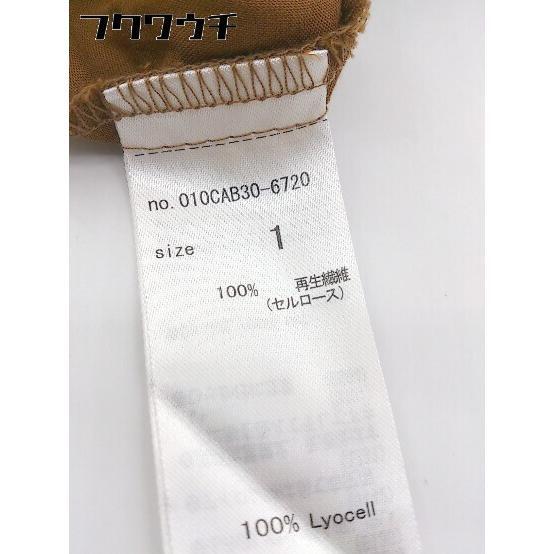 フクワウチ
no. 010CAB30-6720
size 1
100% 再生繊維
(セルロース)
100% Lyocell